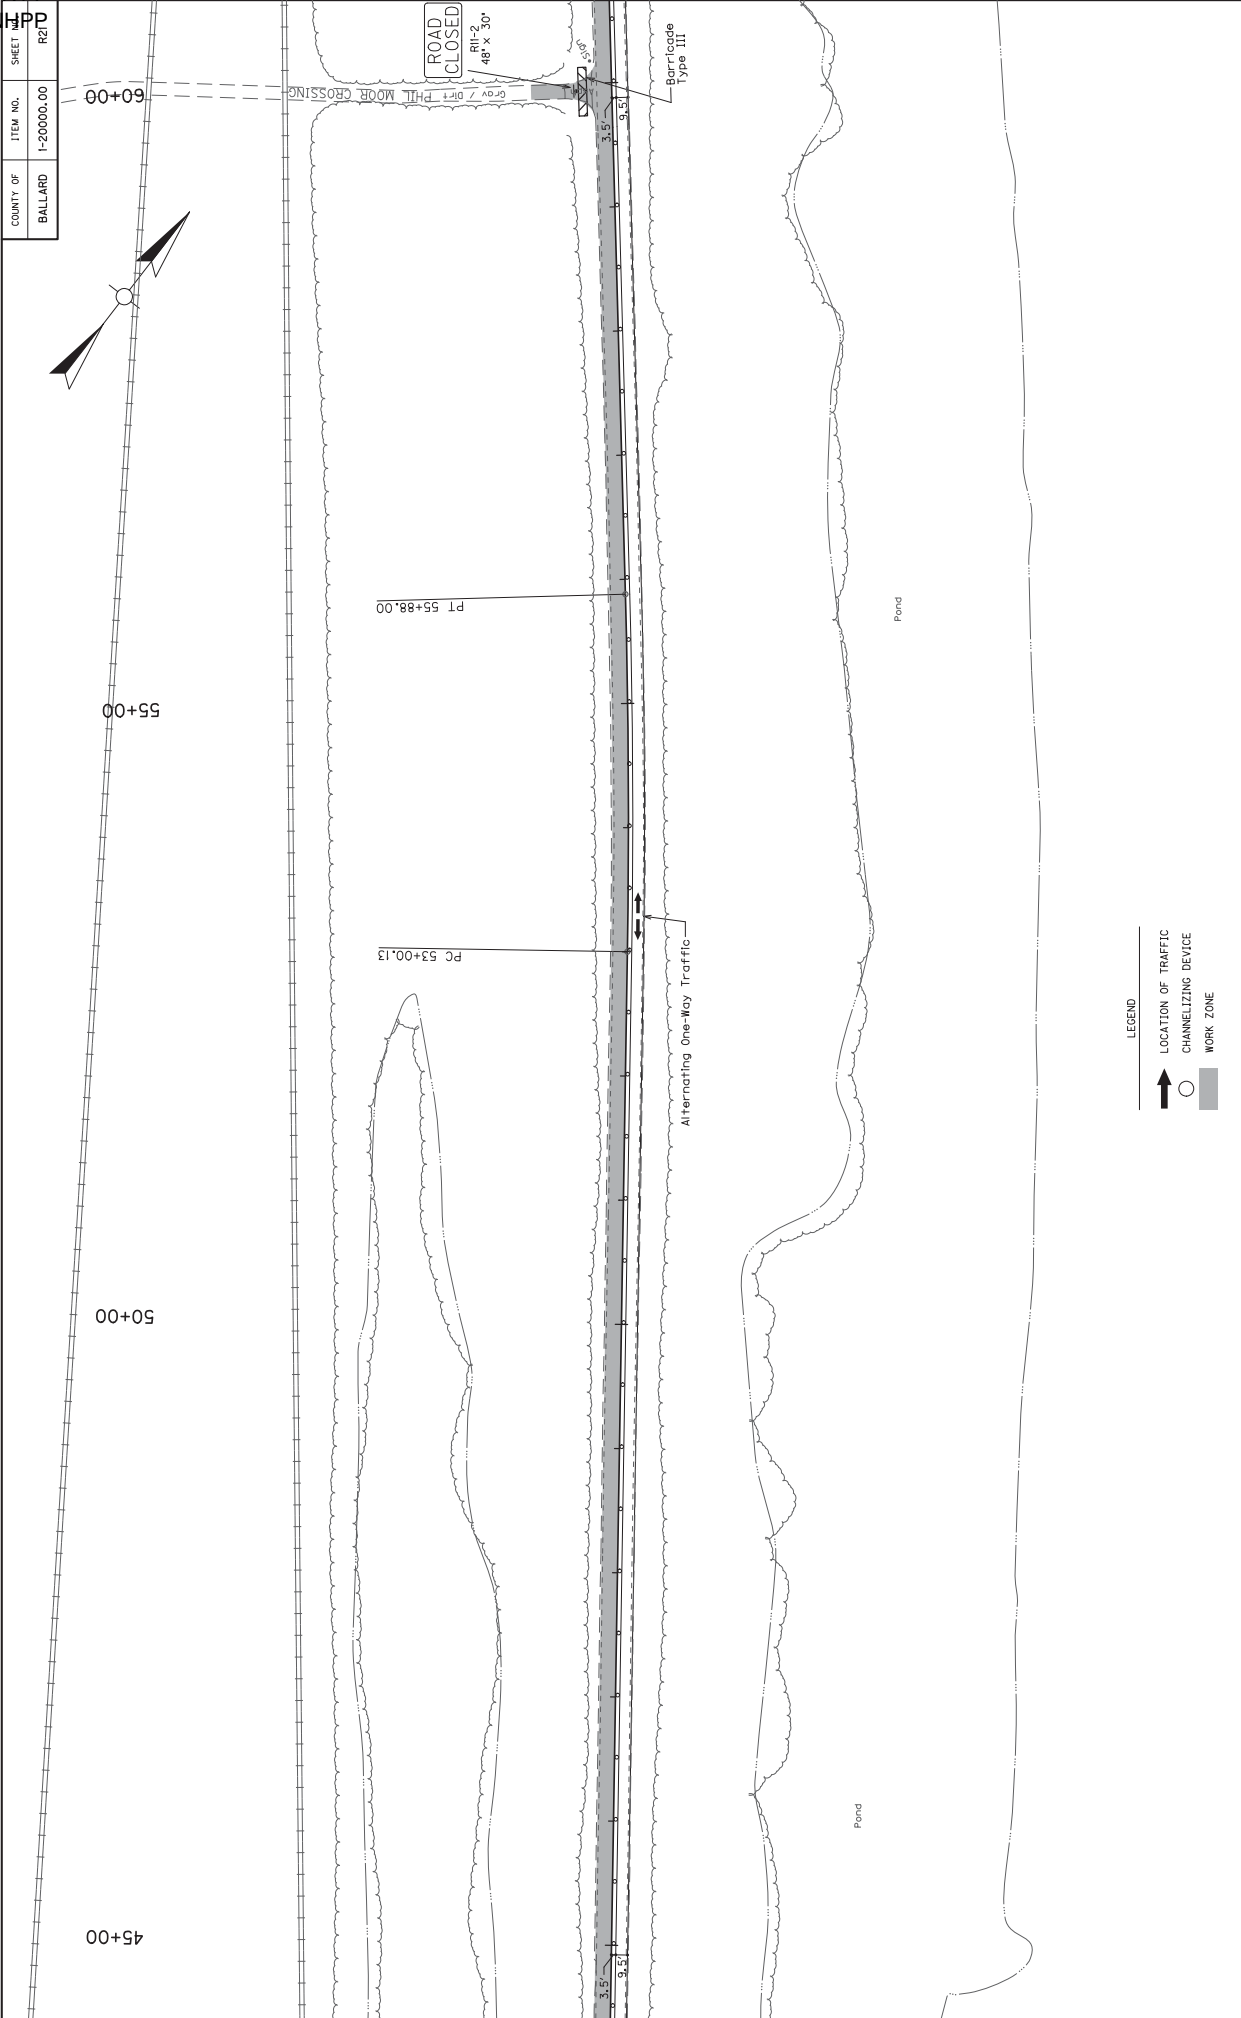 COUNTY OF
ITEM NO.
BALLARD
1-20000.00
R21
HPP
ROAD
CLOSED
R11-2
48" x 30"
Sign
Barricade
Type III
60+00
Grav / Dirt PHIL MOOR CROSSING
3.5'
9.5'
PT 55+88.00
Pond
55+00
PC 53+00.13
Alternating One-Way Traffic
50+00
Pond
45+00
3.5'
9.5'
LEGEND
LOCATION OF TRAFFIC
CHANNELIZING DEVICE
WORK ZONE